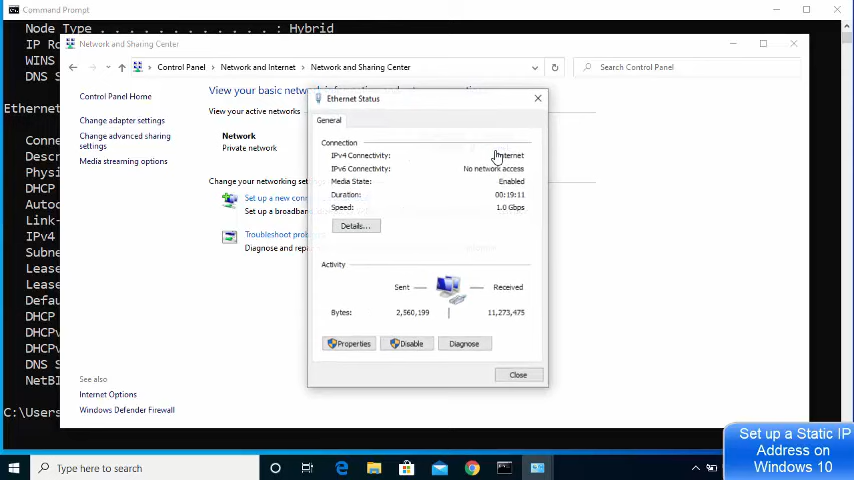 Command Prompt
Node Type . . . . . . . . . . . . : Hybrid
IP Ro
WINS
DNS S
Ethernet
Conne
Descr
Physi
DHCP
Autoc
Link-
IPv4
Subne
Lease
Lease
Defau
DHCPv
DHCPv
DNS S
NetBI
C:\Users
Network and Sharing Center
Control Panel
Network and Internet
Network and Sharing Center
Search Control Panel
Control Panel Home
Change adapter settings
Change advanced sharing
settings
Media streaming options
See also
Internet Options
Windows Defender Firewall
View your basic
View your active networks
Network
Private network
Change your networking
Set up a new con
Set up a broadban
Troubleshoot prob
Diagnose and repa
Ethernet Status
General
Connection
IPv4 Connectivity: Internet
IPv6 Connectivity: No network access
Media State: Enabled
Duration: 00:19:11
Speed: 1.0 Gbps
Details...
Activity
Sent Received
Bytes: 2,560,199 11,273,475
Properties Disable Diagnose
Close
Set up a Static IP
Address on
Windows 10
Type here to search